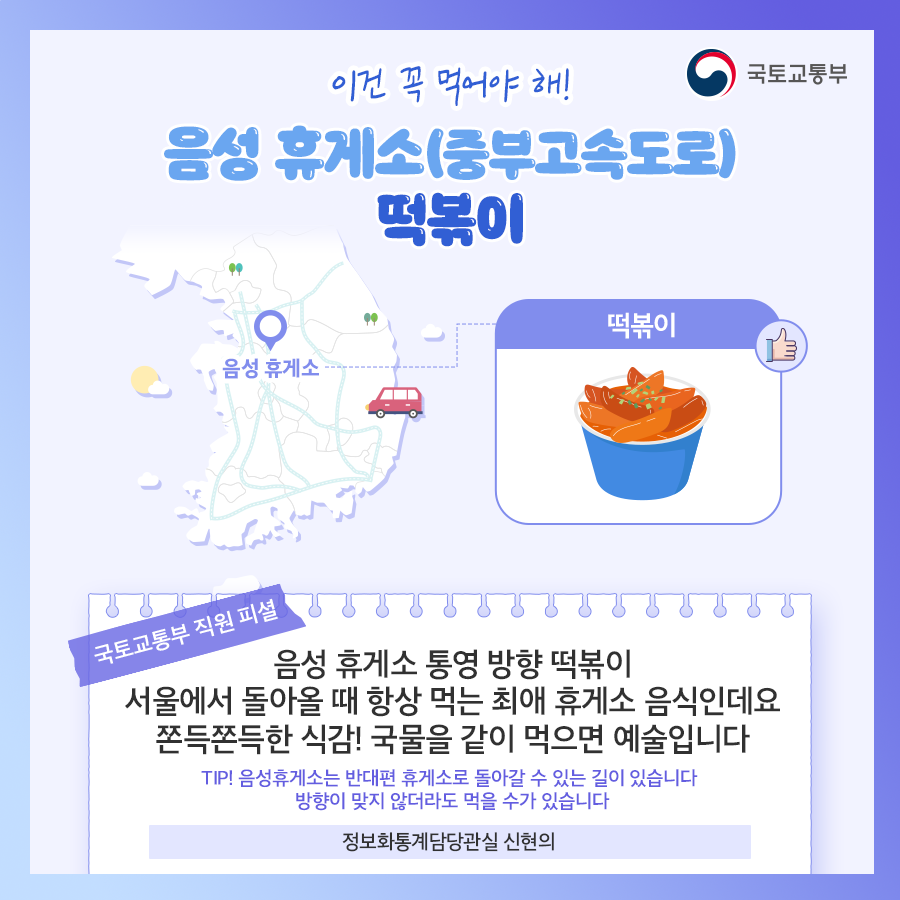 이건 꼭 먹어야 해!
국토교통부
음성 휴게소(중부고속도로)
떡볶이
떡볶이
음성 휴게소
국토교통부 직원 피셜
음성 휴게소 통영 방향 떡볶이
서울에서 돌아올 때 항상 먹는 최애 휴게소 음식인데요
쫀득쫀득한 식감! 국물을 같이 먹으면 예술입니다
TIP! 음성휴게소는 반대편 휴게소로 돌아갈 수 있는 길이 있습니다
방향이 맞지 않더라도 먹을 수가 있습니다
정보화통계담당관실 신현의